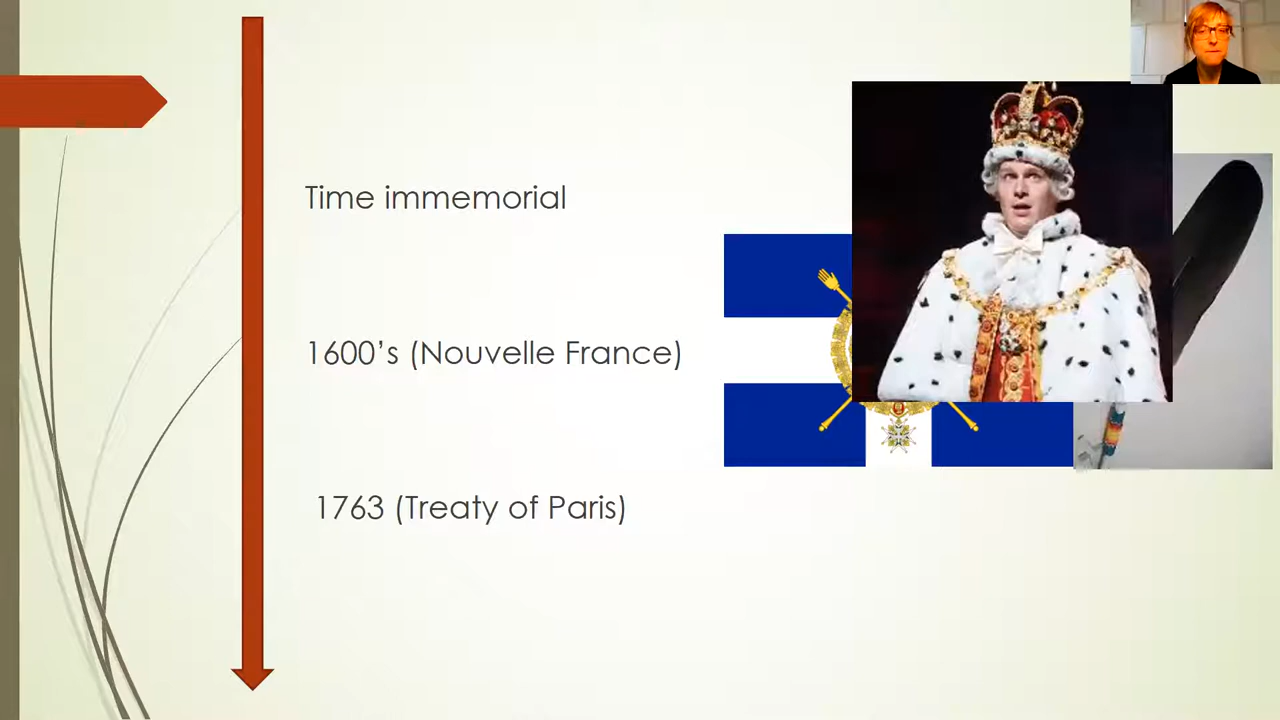 Time immemorial
1600’s (Nouvelle France)
1763 (Treaty of Paris)